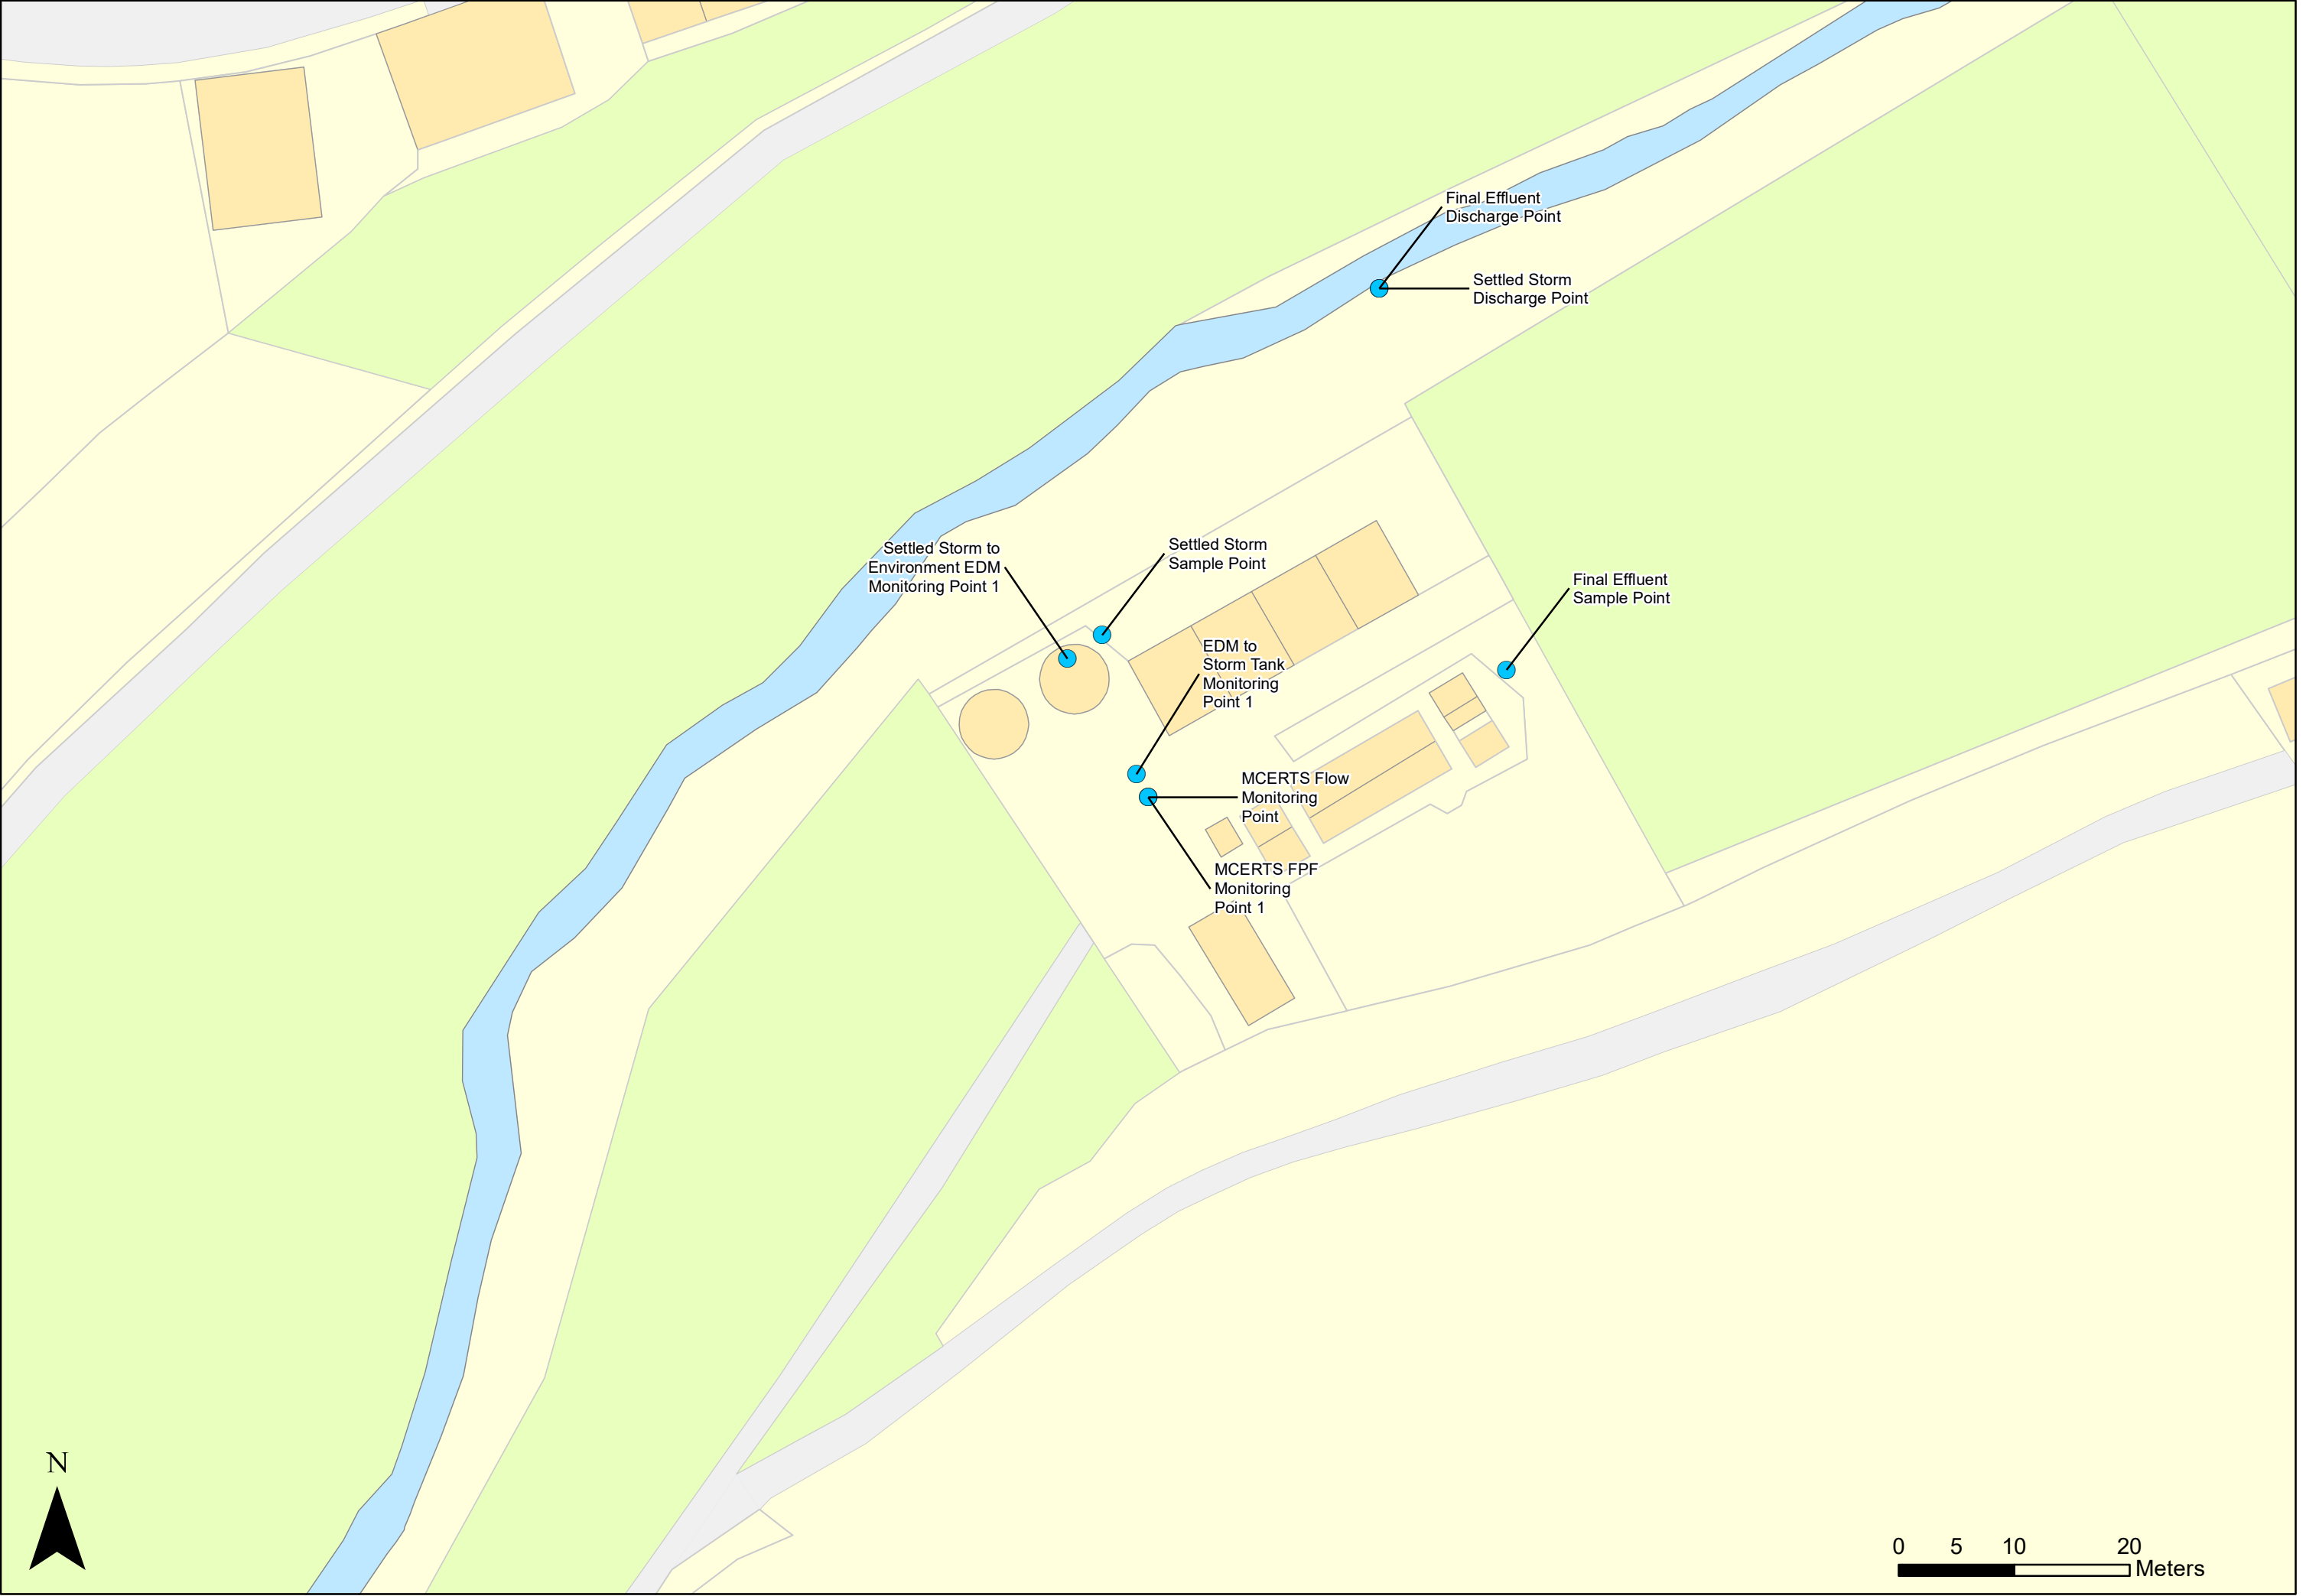 Final Effluent
Discharge Point
Settled Storm
Discharge Point
Settled Storm to
Environment EDM
Monitoring Point 1
Settled Storm
Sample Point
Final Effluent
Sample Point
EDM to
Storm Tank
Monitoring
Point 1
MCERTS Flow
Monitoring
Point
MCERTS FPF
Monitoring
Point 1
N
0 5 10 20
Meters